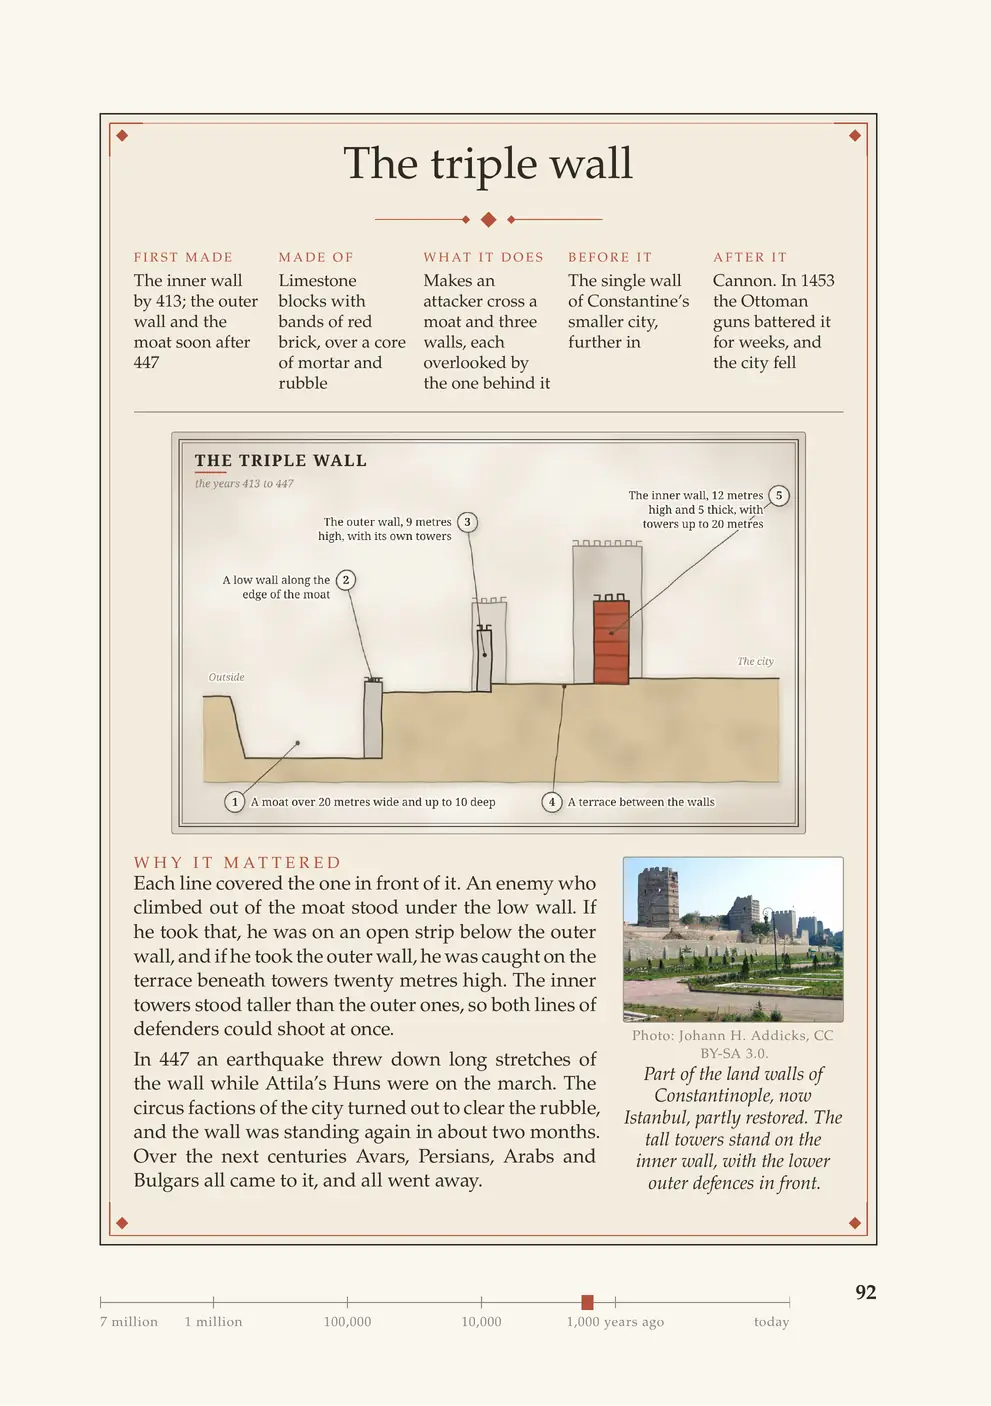 The triple wall
FIRST MADE
The inner wall
by 413; the outer
wall and the
moat soon after
447
MADE OF
Limestone
blocks with
bands of red
brick, over a core
of mortar and
rubble
WHAT IT DOES
Makes an
attacker cross a
moat and three
walls, each
overlooked by
the one behind it
BEFORE IT
The single wall
of Constantine's
smaller city,
further in
AFTER IT
Cannon. In 1453
the Ottoman
guns battered it
for weeks, and
the city fell
THE TRIPLE WALL
the years 413 to 447
The inner wall, 12 metres
high and 5 thick, with
towers up to 20 metres
5
The outer wall, 9 metres
high, with its own towers
3
A low wall along the
edge of the moat
2
Outside
The city
1 A moat over 20 metres wide and up to 10 deep
4 A terrace between the walls
WHY IT MATTERED
Each line covered the one in front of it. An enemy who
climbed out of the moat stood under the low wall. If
he took that, he was on an open strip below the outer
wall, and if he took the outer wall, he was caught on the
terrace beneath towers twenty metres high. The inner
towers stood taller than the outer ones, so both lines of
defenders could shoot at once.
In 447 an earthquake threw down long stretches of
the wall while Attila's Huns were on the march. The
circus factions of the city turned out to clear the rubble,
and the wall was standing again in about two months.
Over the next centuries Avars, Persians, Arabs and
Bulgars all came to it, and all went away.
Photo: Johann H. Addicks, CC
BY-SA 3.0.
Part of the land walls of
Constantinople, now
Istanbul, partly restored. The
tall towers stand on the
inner wall, with the lower
outer defences in front.
92
7 million 1 million 100,000 10,000 1,000 years ago today